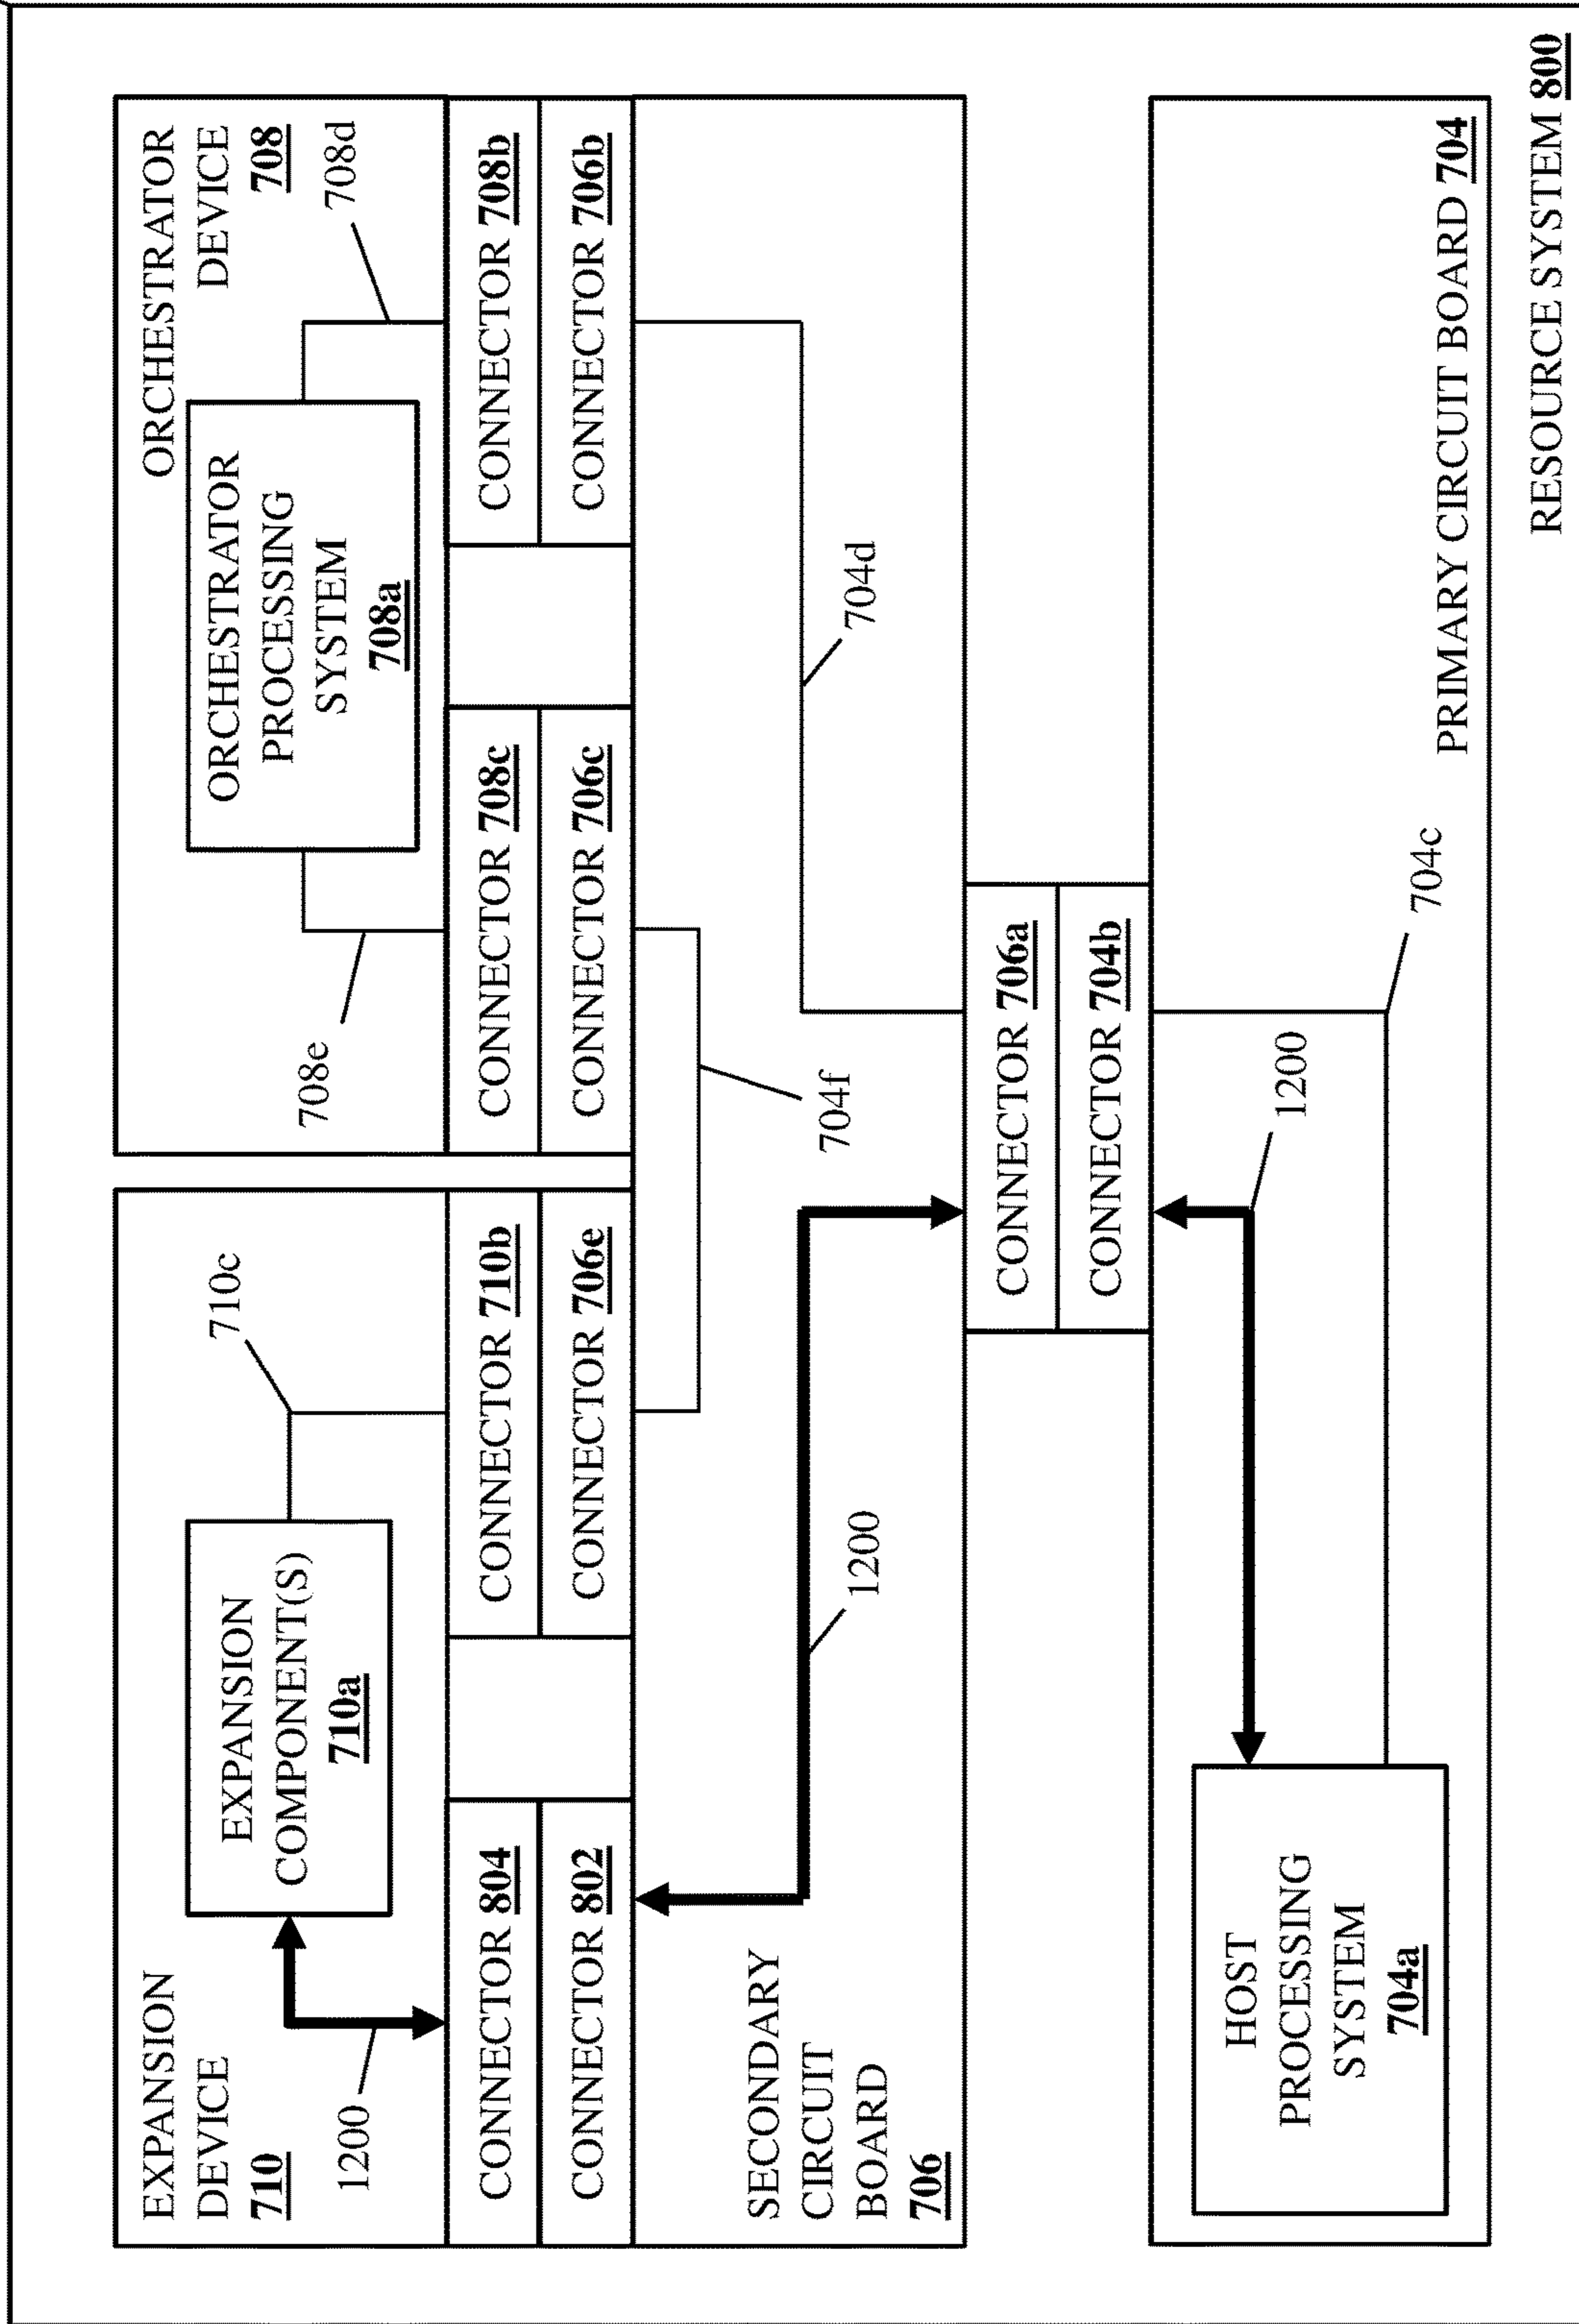 EXPANSION
DEVICE
710
1200
EXPANSION
COMPONENT(S)
710a
710c
CONNECTOR 804
CONNECTOR 802
CONNECTOR 710b
CONNECTOR 706e
ORCHESTRATOR
DEVICE
708
708d
ORCHESTRATOR
PROCESSING
SYSTEM
708a
708e
CONNECTOR 708c
CONNECTOR 706c
CONNECTOR 708b
CONNECTOR 706b
SECONDARY
CIRCUIT
BOARD
706
1200
704f
704d
CONNECTOR 706a
CONNECTOR 704b
HOST
PROCESSING
SYSTEM
704a
1200
704c
PRIMARY CIRCUIT BOARD 704
RESOURCE SYSTEM 800